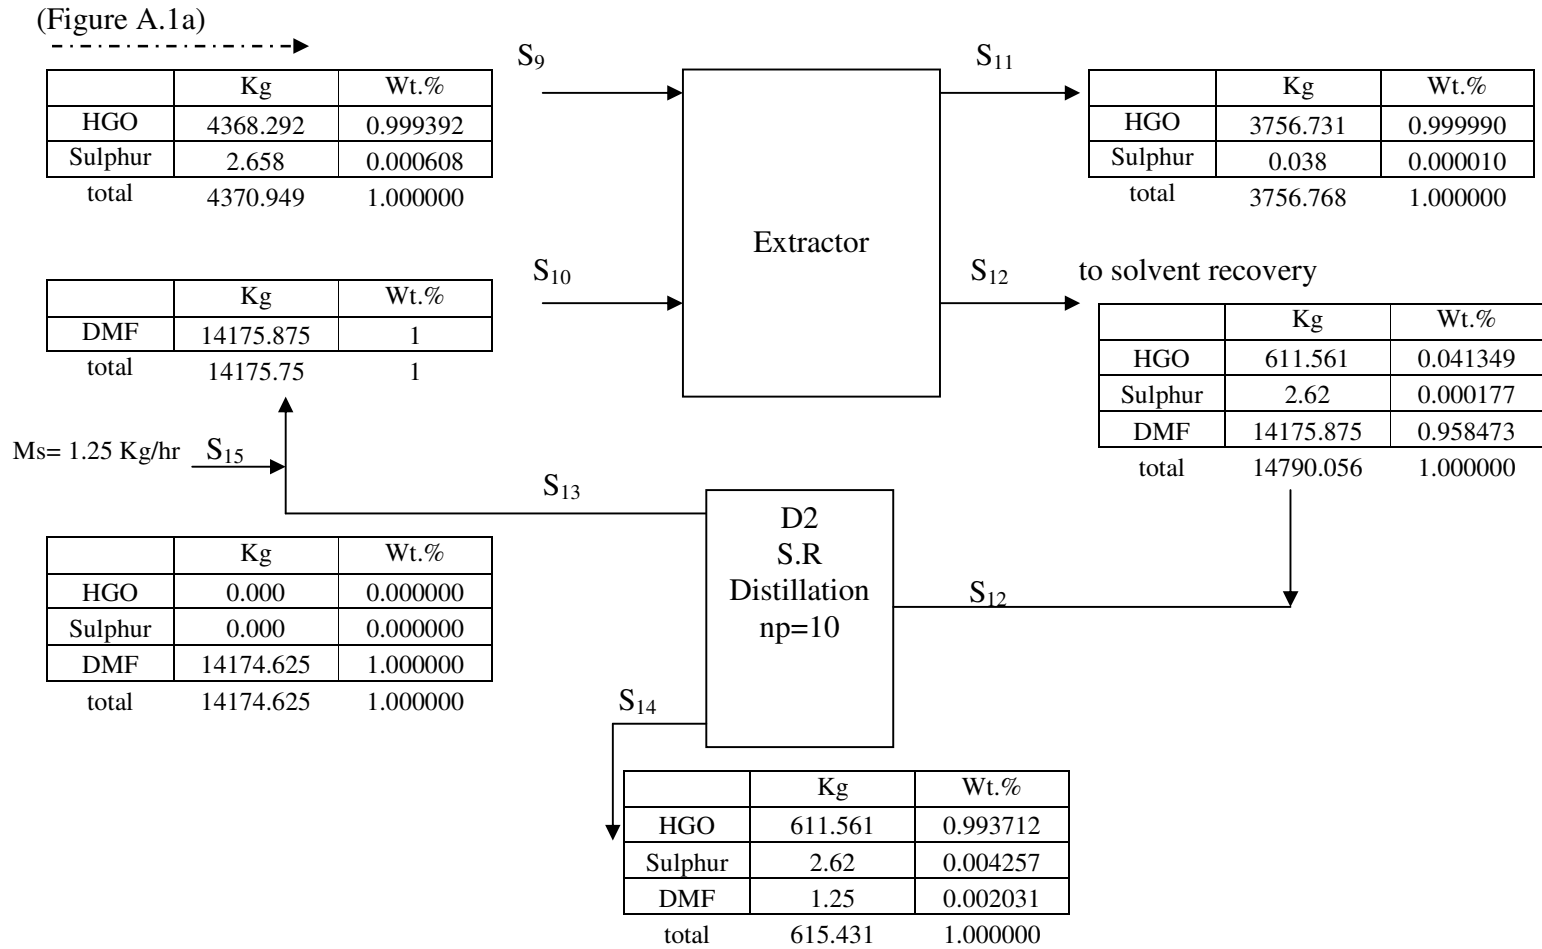 (Figure A.1a)
S9
S11
Kg Wt.%
HGO 4368.292 0.999392
Sulphur 2.658 0.000608
total 4370.949 1.000000
Kg Wt.%
HGO 3756.731 0.999990
Sulphur 0.038 0.000010
total 3756.768 1.000000
Extractor
S10
S12 to solvent recovery
Kg Wt.%
DMF 14175.875 1
total 14175.75 1
Kg Wt.%
HGO 611.561 0.041349
Sulphur 2.62 0.000177
DMF 14175.875 0.958473
total 14790.056 1.000000
Ms= 1.25 Kg/hr S15
S13
D2
S.R
Distillation
np=10
S12
Kg Wt.%
HGO 0.000 0.000000
Sulphur 0.000 0.000000
DMF 14174.625 1.000000
total 14174.625 1.000000
S14
Kg Wt.%
HGO 611.561 0.993712
Sulphur 2.62 0.004257
DMF 1.25 0.002031
total 615.431 1.000000